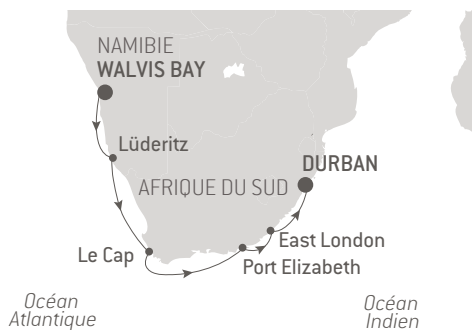 NAMIBIE
WALVIS BAY
Lüderitz
DURBAN
AFRIQUE DU SUD
East London
Le Cap
Port Elizabeth
Océan
Atlantique
Océan
Indien